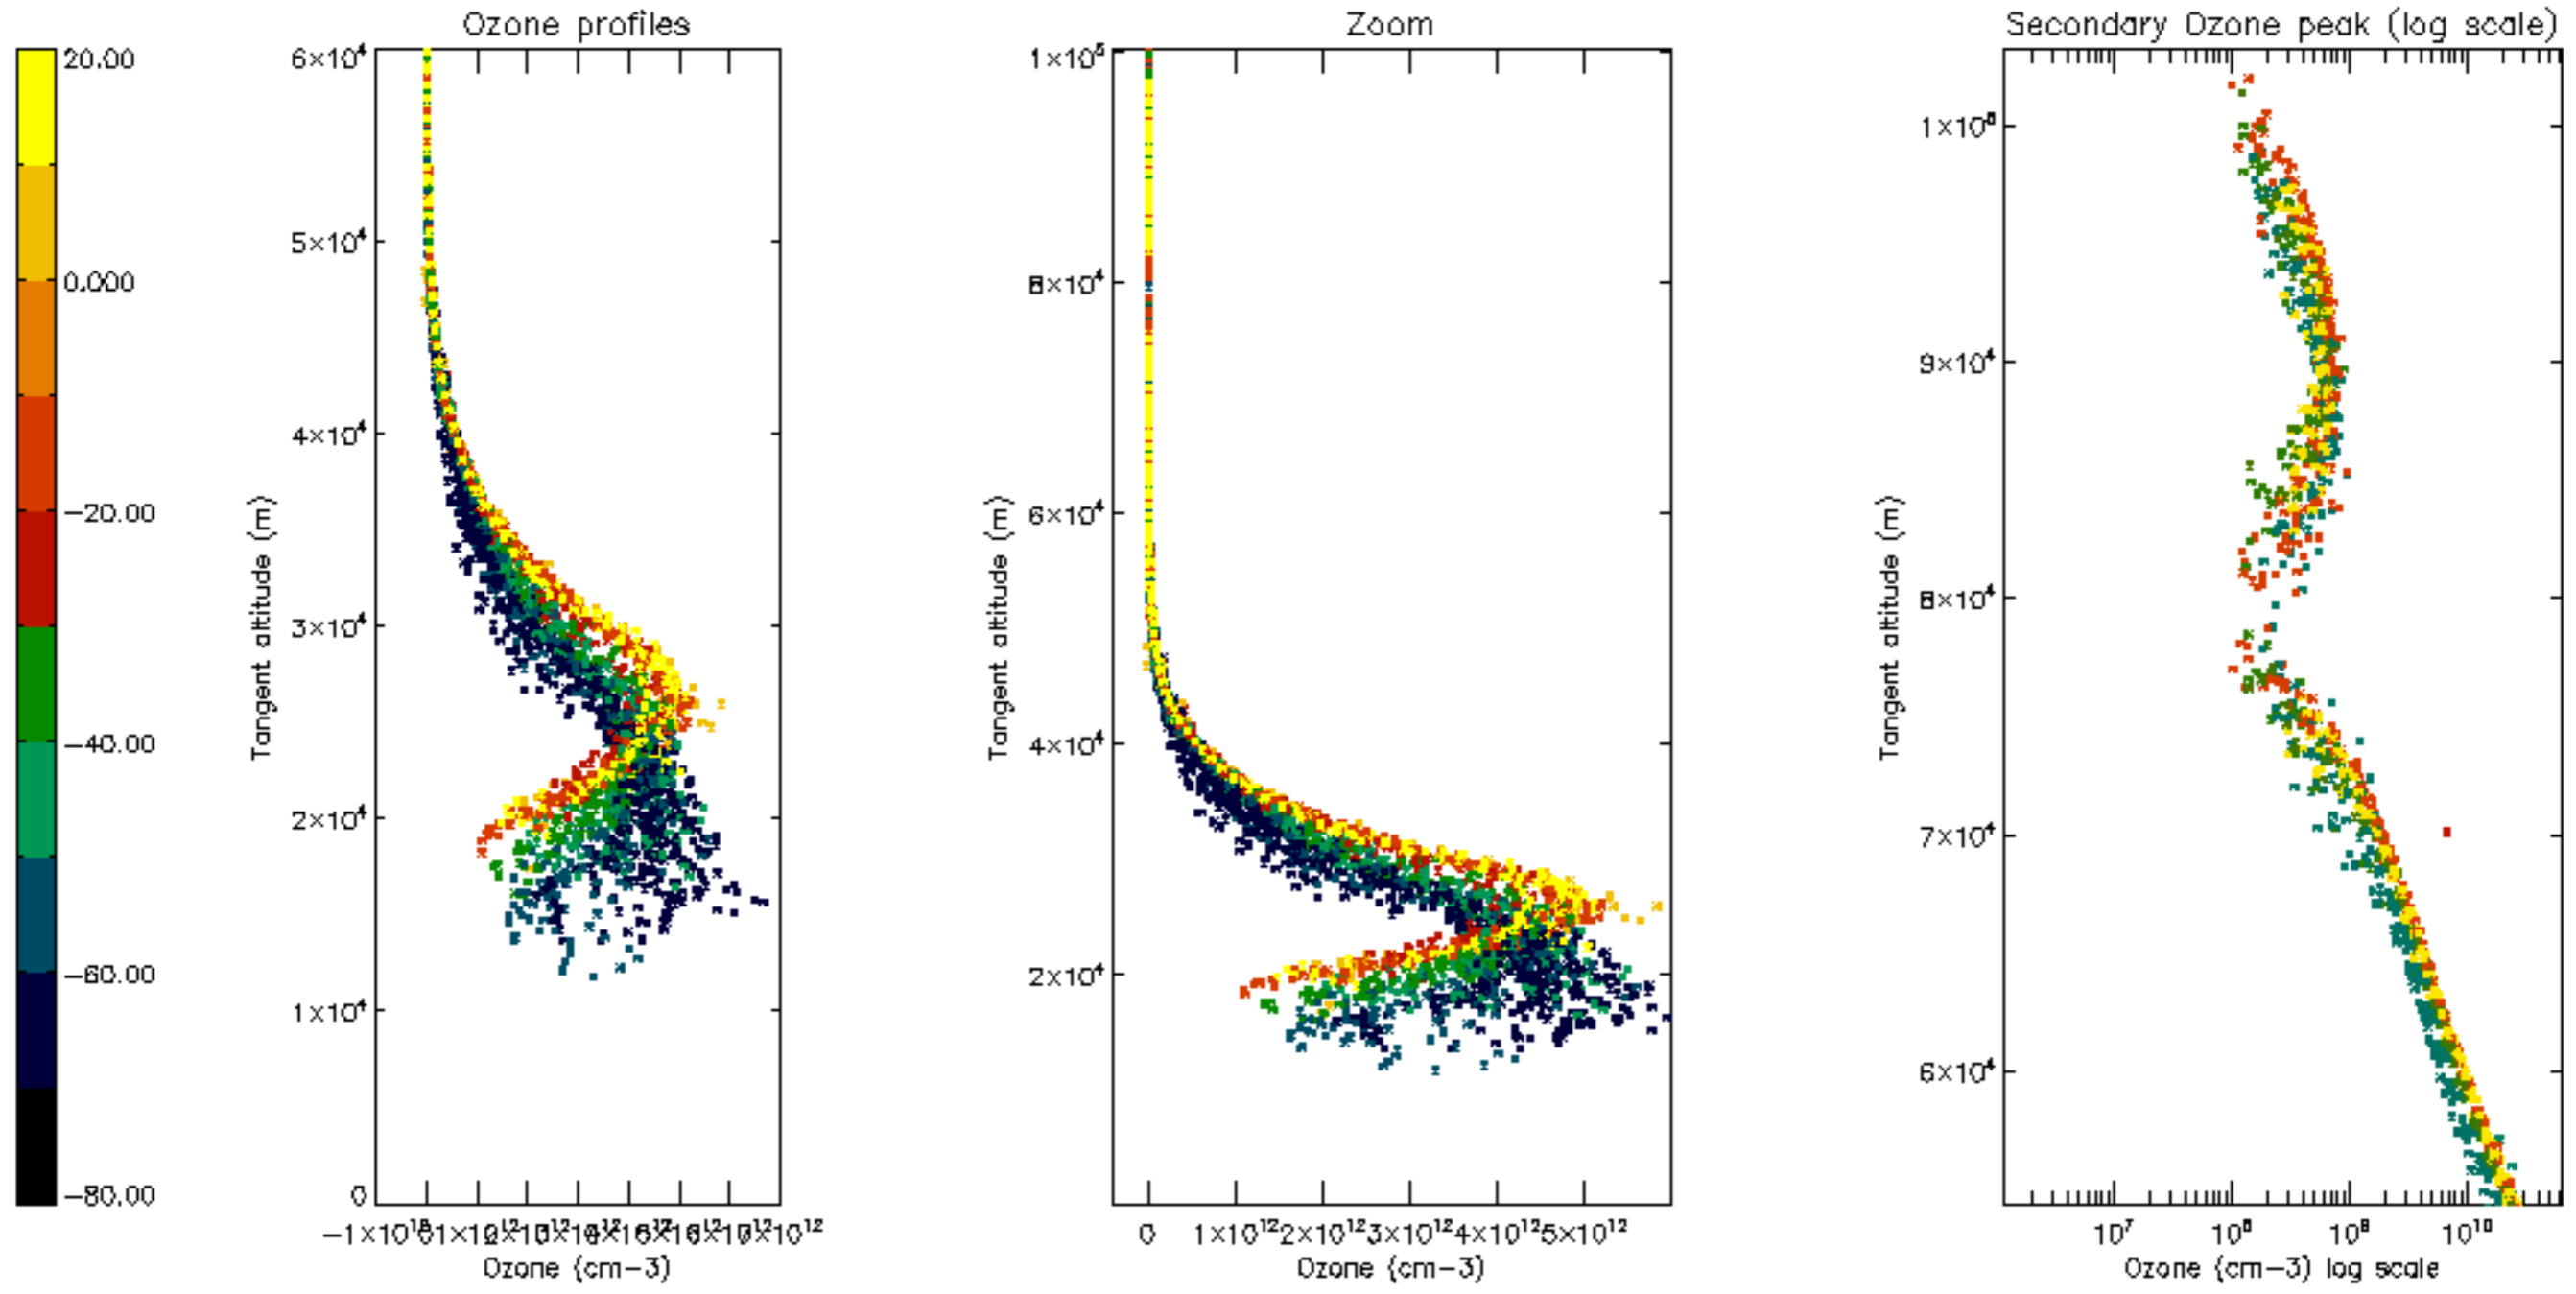 Ozone profiles
Zoom
Secondary Ozone peak (log scale)
20.00
0.000
−20.00
−40.00
−60.00
−80.00
6×10⁴
5×10⁴
4×10⁴
3×10⁴
2×10⁴
1×10⁴
0
Tangent altitude (m)
Ozone (cm−3)
1×10⁵
8×10⁴
6×10⁴
4×10⁴
2×10⁴
Tangent altitude (m)
0 1×10¹² 2×10¹² 3×10¹² 4×10¹² 5×10¹²
Ozone (cm−3)
1×10⁵
9×10⁴
8×10⁴
7×10⁴
6×10⁴
Tangent altitude (m)
10⁷ 10⁸ 10⁹ 10¹⁰
Ozone (cm−3) log scale